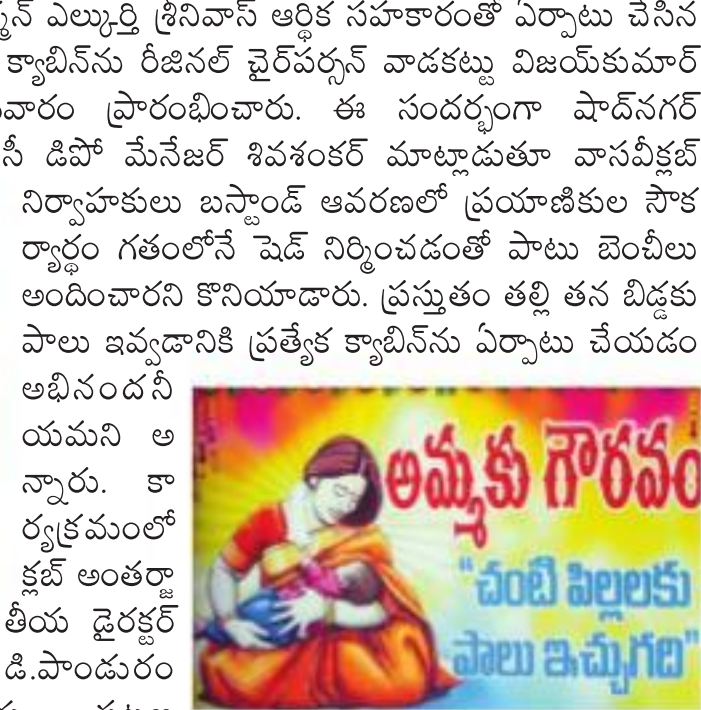 ఎల్కుర్తి శ్రీనివాస్ ఆర్థిక సహకారంతో ఏర్పాటు చేసిన
క్యాబిన్‌ను రీజినల్ చైర్‌పర్సన్ వాడకట్టు విజయ్‌కుమార్
ప్రారంభించారు. ఈ సందర్భంగా షాద్‌నగర్
డిపో మేనేజర్ శివశంకర్ మాట్లాడుతూ వాసవీక్లబ్
నిర్వాహకులు బస్టాండ్ ఆవరణలో ప్రయాణికుల సౌక
ర్యార్థం గతంలోనే షెడ్ నిర్మించడంతో పాటు బెంచీలు
అందించారని కొనియాడారు. ప్రస్తుతం తల్లి తన బిడ్డకు
పాలు ఇవ్వడానికి ప్రత్యేక క్యాబిన్‌ను ఏర్పాటు చేయడం
అభినందనీ
యమని అ
న్నారు. కా
ర్యక్రమంలో
క్లబ్ అంతర్జా
తీయ డైరక్టర్
డి.పాండురం
అమ్మకు గౌరవం
"చంటి పిల్లలకు
పాలు ఇచ్చుగది"